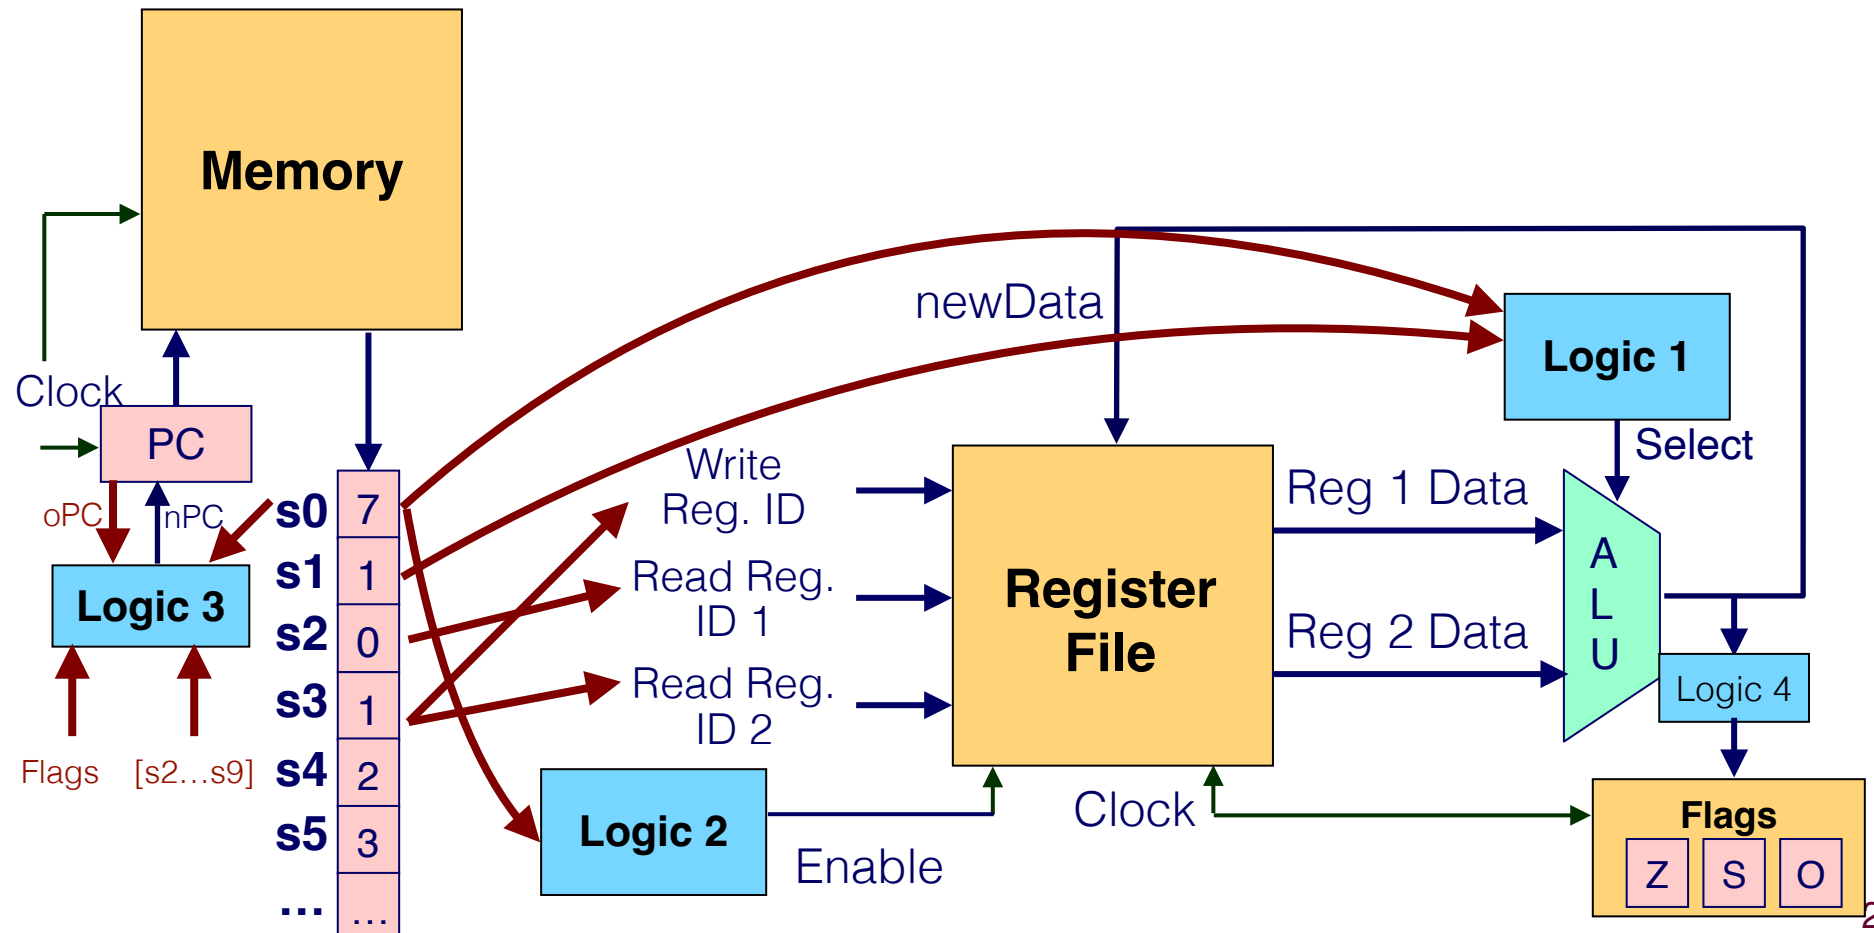 Memory
Clock
PC
oPC
nPC
Logic 3
Flags
[s2...s9]
s0 7
s1 1
s2 0
s3 1
s4 2
s5 3
... ...
newData
Write
Reg. ID
Read Reg.
ID 1
Read Reg.
ID 2
Logic 2
Enable
Register
File
Clock
Reg 1 Data
Reg 2 Data
Logic 1
Select
A
L
U
Logic 4
Flags
Z S O